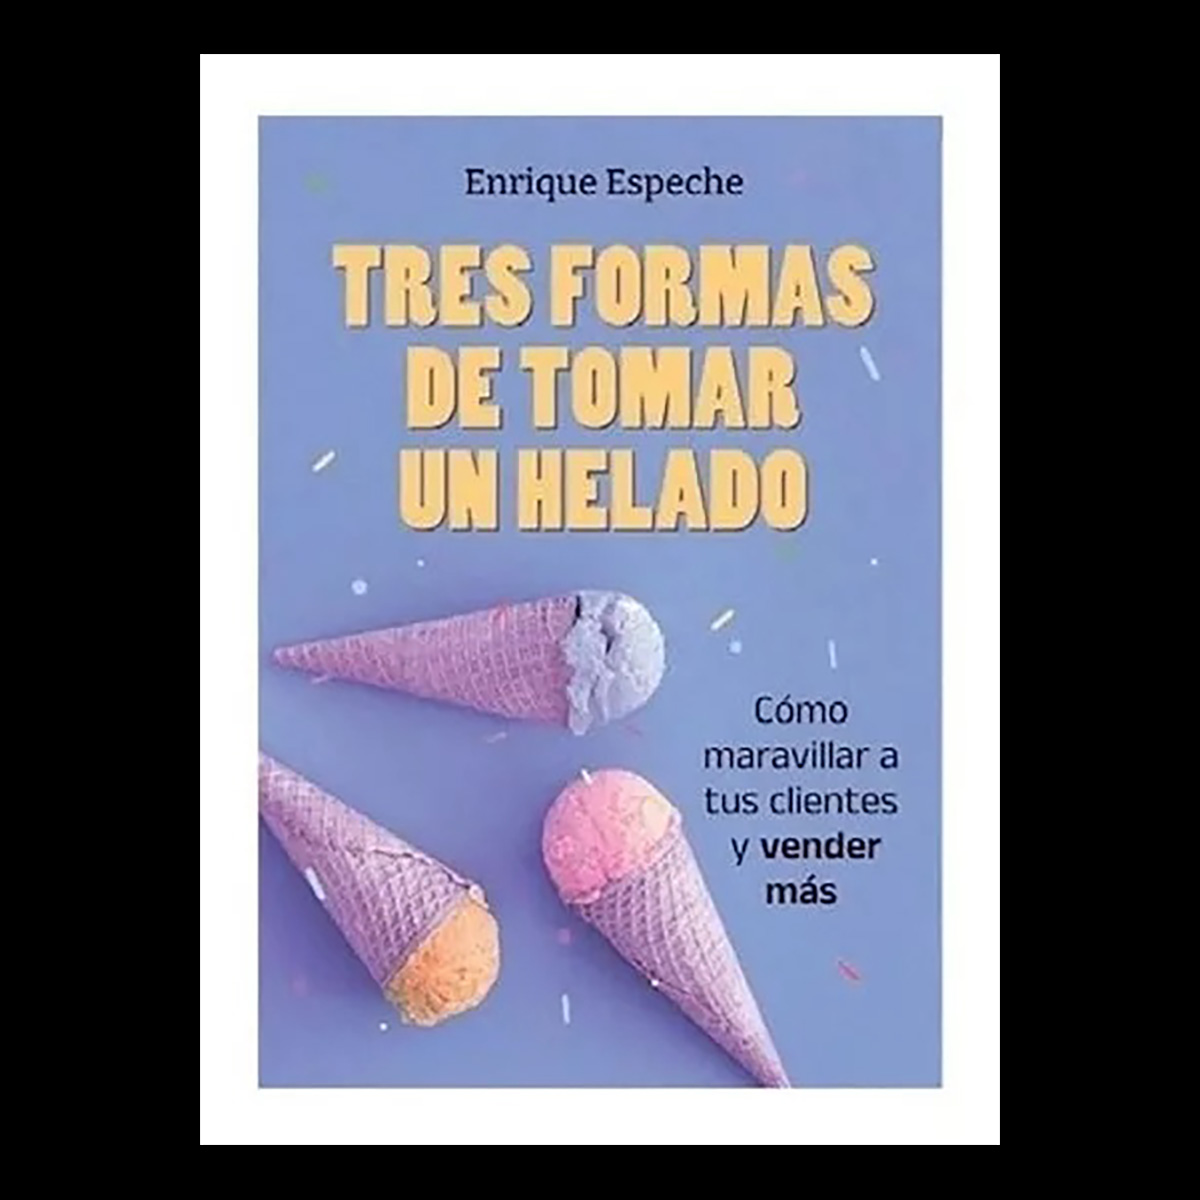 Enrique Espeche
TRES FORMAS
DE TOMAR
UN HELADO
Cómo
maravillar a
tus clientes
y vender
más